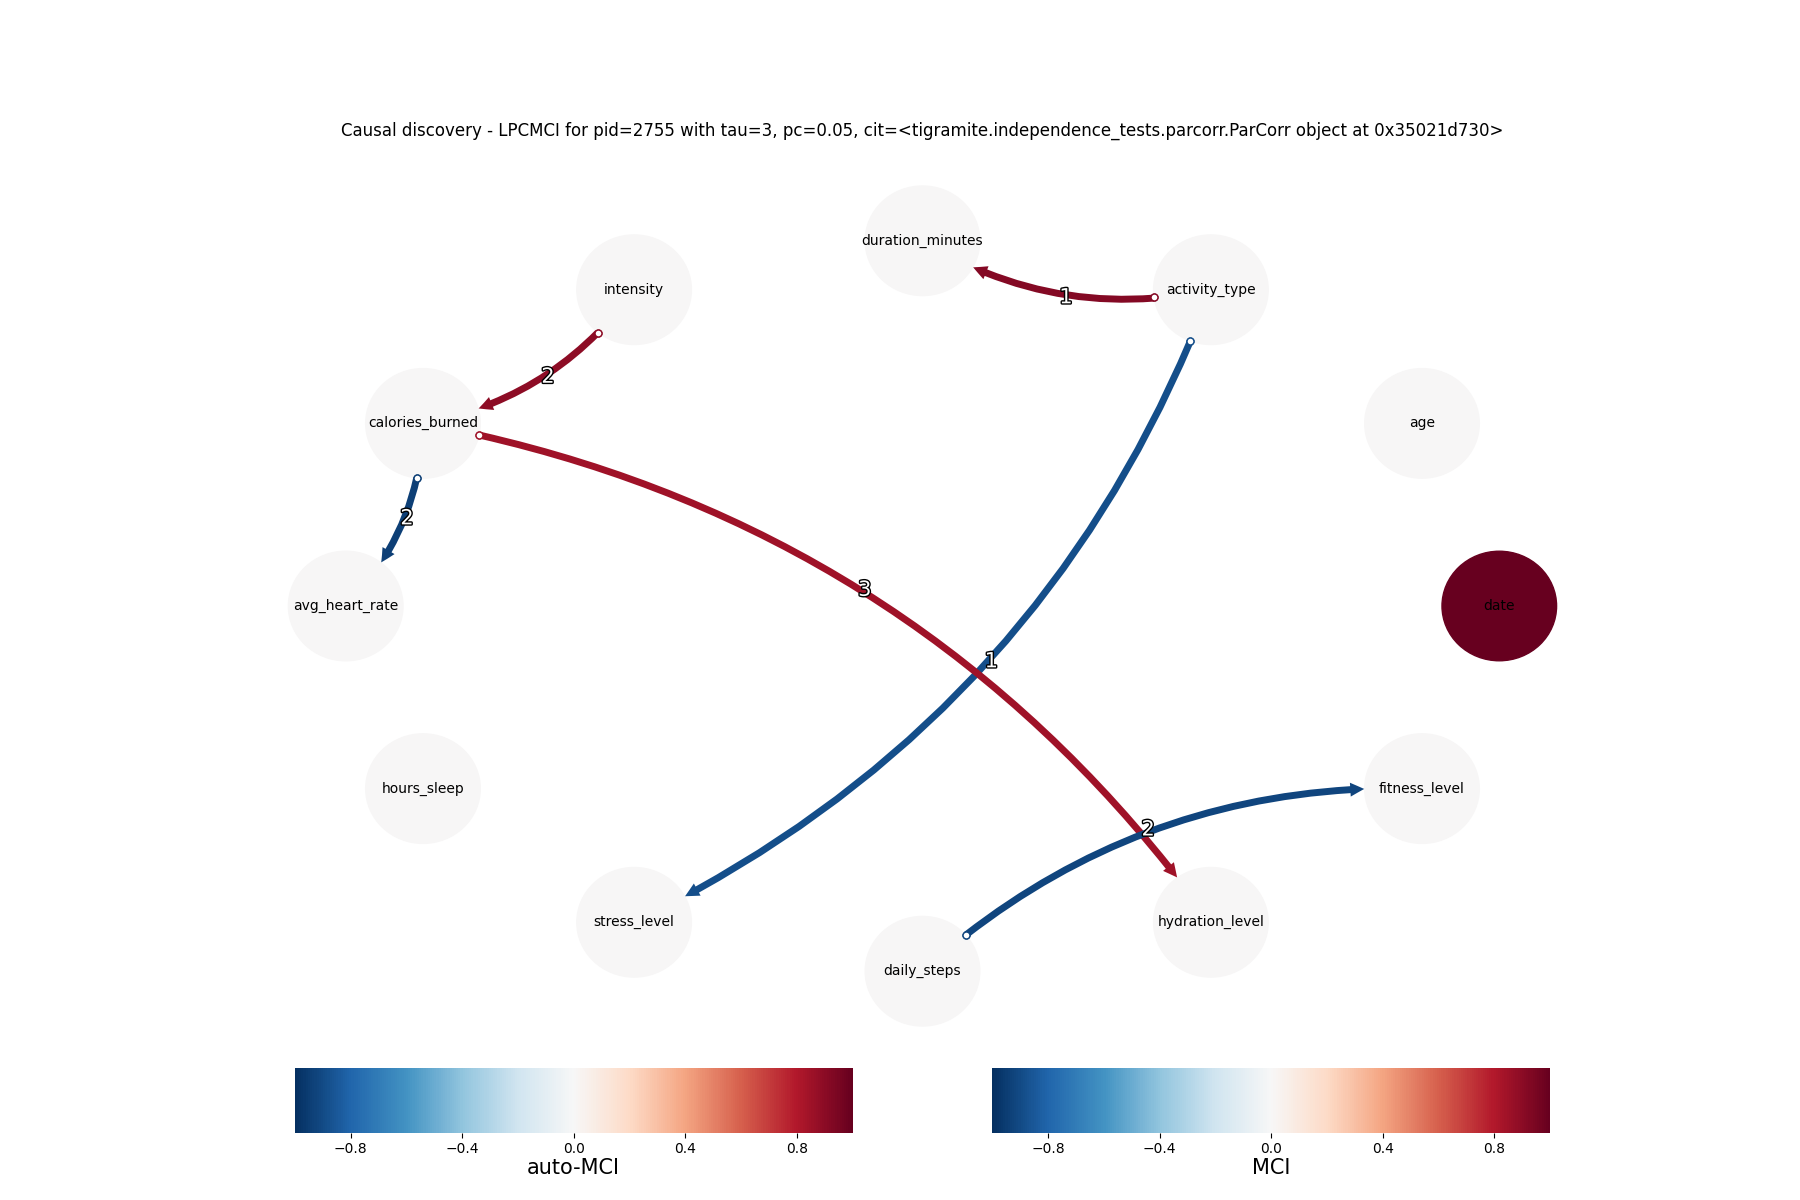 Causal discovery - LPCMCI for pid=2755 with tau=3, pc=0.05, cit=<tigramite.independence_tests.parcorr.ParCorr object at 0x35021d730>
duration_minutes
intensity
activity_type
1
2
calories_burned
age
2
3
avg_heart_rate
date
1
hours_sleep
fitness_level
2
stress_level
hydration_level
daily_steps
−0.8 −0.4 0.0 0.4 0.8
auto-MCI
−0.8 −0.4 0.0 0.4 0.8
MCI